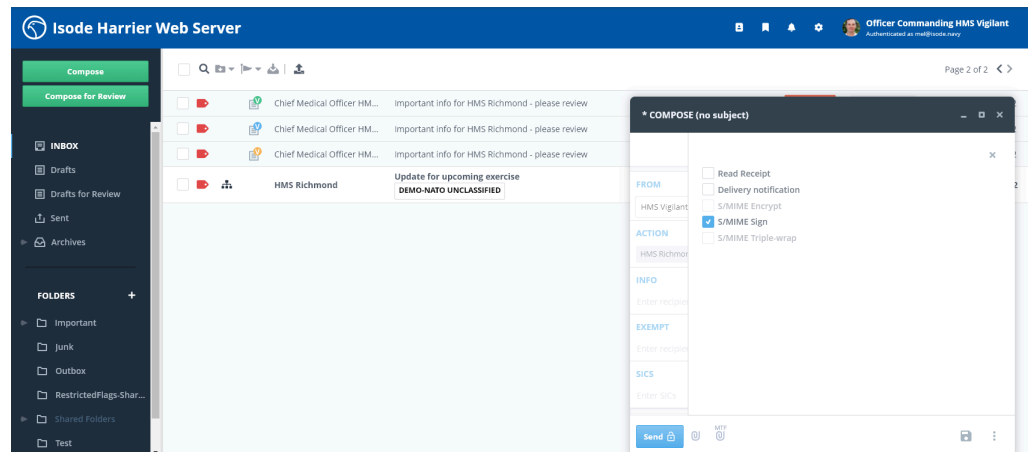 Isode Harrier Web Server
Officer Commanding HMS Vigilant
Authenticated as mel@isode.navy
Compose
Compose for Review
INBOX
Drafts
Drafts for Review
Sent
Archives
FOLDERS +
Important
Junk
Outbox
RestrictedFlags-Shar...
Shared Folders
Test
Page 2 of 2
Chief Medical Officer HM... Important info for HMS Richmond - please review
Chief Medical Officer HM... Important info for HMS Richmond - please review
Chief Medical Officer HM... Important info for HMS Richmond - please review
HMS Richmond Update for upcoming exercise
DEMO-NATO UNCLASSIFIED
* COMPOSE (no subject)
FROM
HMS Vigilant
ACTION
HMS Richmon
INFO
Enter recipie
EXEMPT
Enter recipie
SICS
Enter SICs
Read Receipt
Delivery notification
S/MIME Encrypt
S/MIME Sign
S/MIME Triple-wrap
Send
MTF